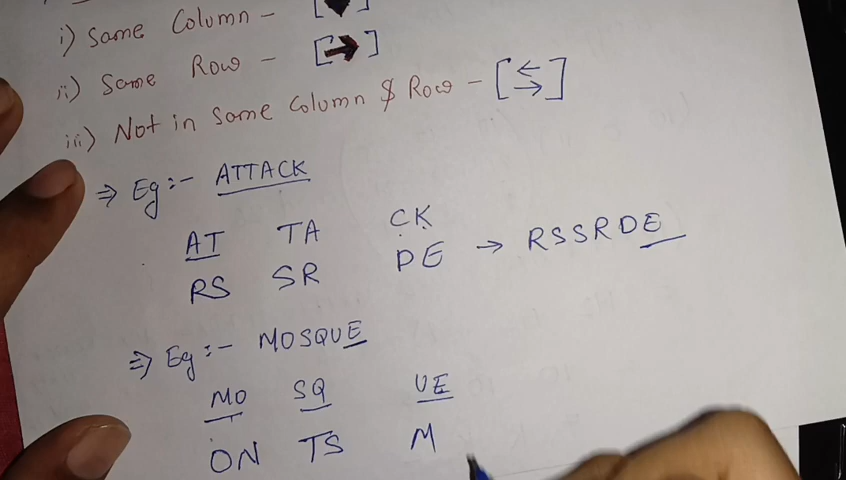 i) Same Column - [↓]
ii) Same Row - [→]
iii) Not in Same Column & Row - [⇆]
⇒ Eg:- ATTACK
AT TA CK
RS SR DE → RSSRDE
⇒ Eg:- MOSQUE
MO SQ UE
ON TS M